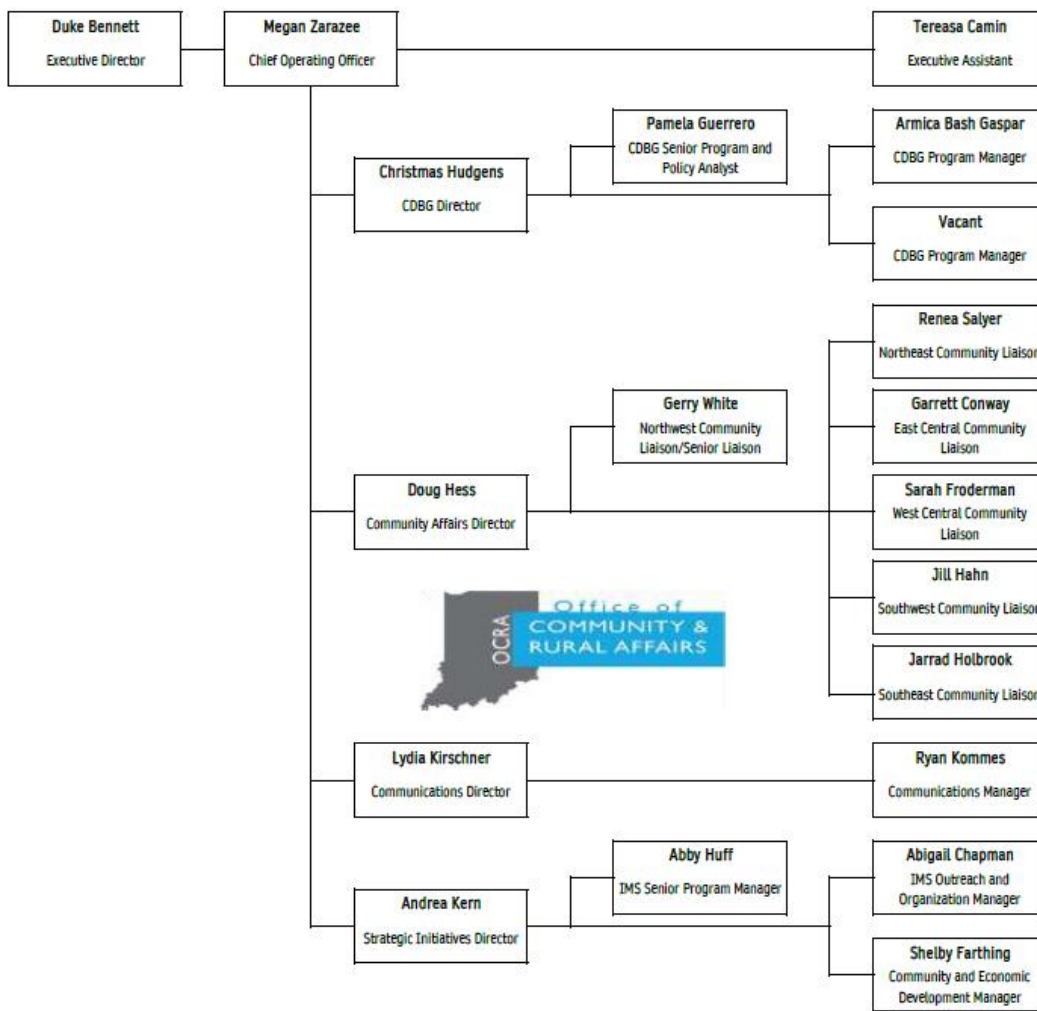 Duke Bennett
Executive Director
Megan Zarazee
Chief Operating Officer
Tereasa Camin
Executive Assistant
Pamela Guerrero
CDBG Senior Program and
Policy Analyst
Armica Bash Gaspar
CDBG Program Manager
Christmas Hudgens
CDBG Director
Vacant
CDBG Program Manager
Renea Salyer
Northeast Community Liaison
Gerry White
Northwest Community
Liaison/Senior Liaison
Garrett Conway
East Central Community
Liaison
Doug Hess
Community Affairs Director
Sarah Froderman
West Central Community
Liaison
Jill Hahn
Southwest Community Liaison
OCRA
Office of
COMMUNITY &
RURAL AFFAIRS
Jarrad Holbrook
Southeast Community Liaison
Lydia Kirschner
Communications Director
Ryan Kommes
Communications Manager
Abby Huff
IMS Senior Program Manager
Abigail Chapman
IMS Outreach and
Organization Manager
Andrea Kern
Strategic Initiatives Director
Shelby Farthing
Community and Economic
Development Manager